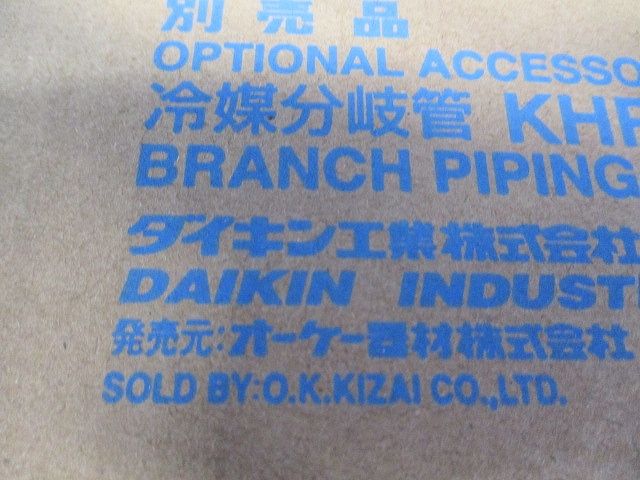 別売品
OPTIONAL ACCESSO
冷媒分岐管 KHR
BRANCH PIPING
ダイキン工業株式会社
DAIKIN INDUST
発売元:オーケー器材株式会社
SOLD BY:O.K.KIZAI CO.,LTD.